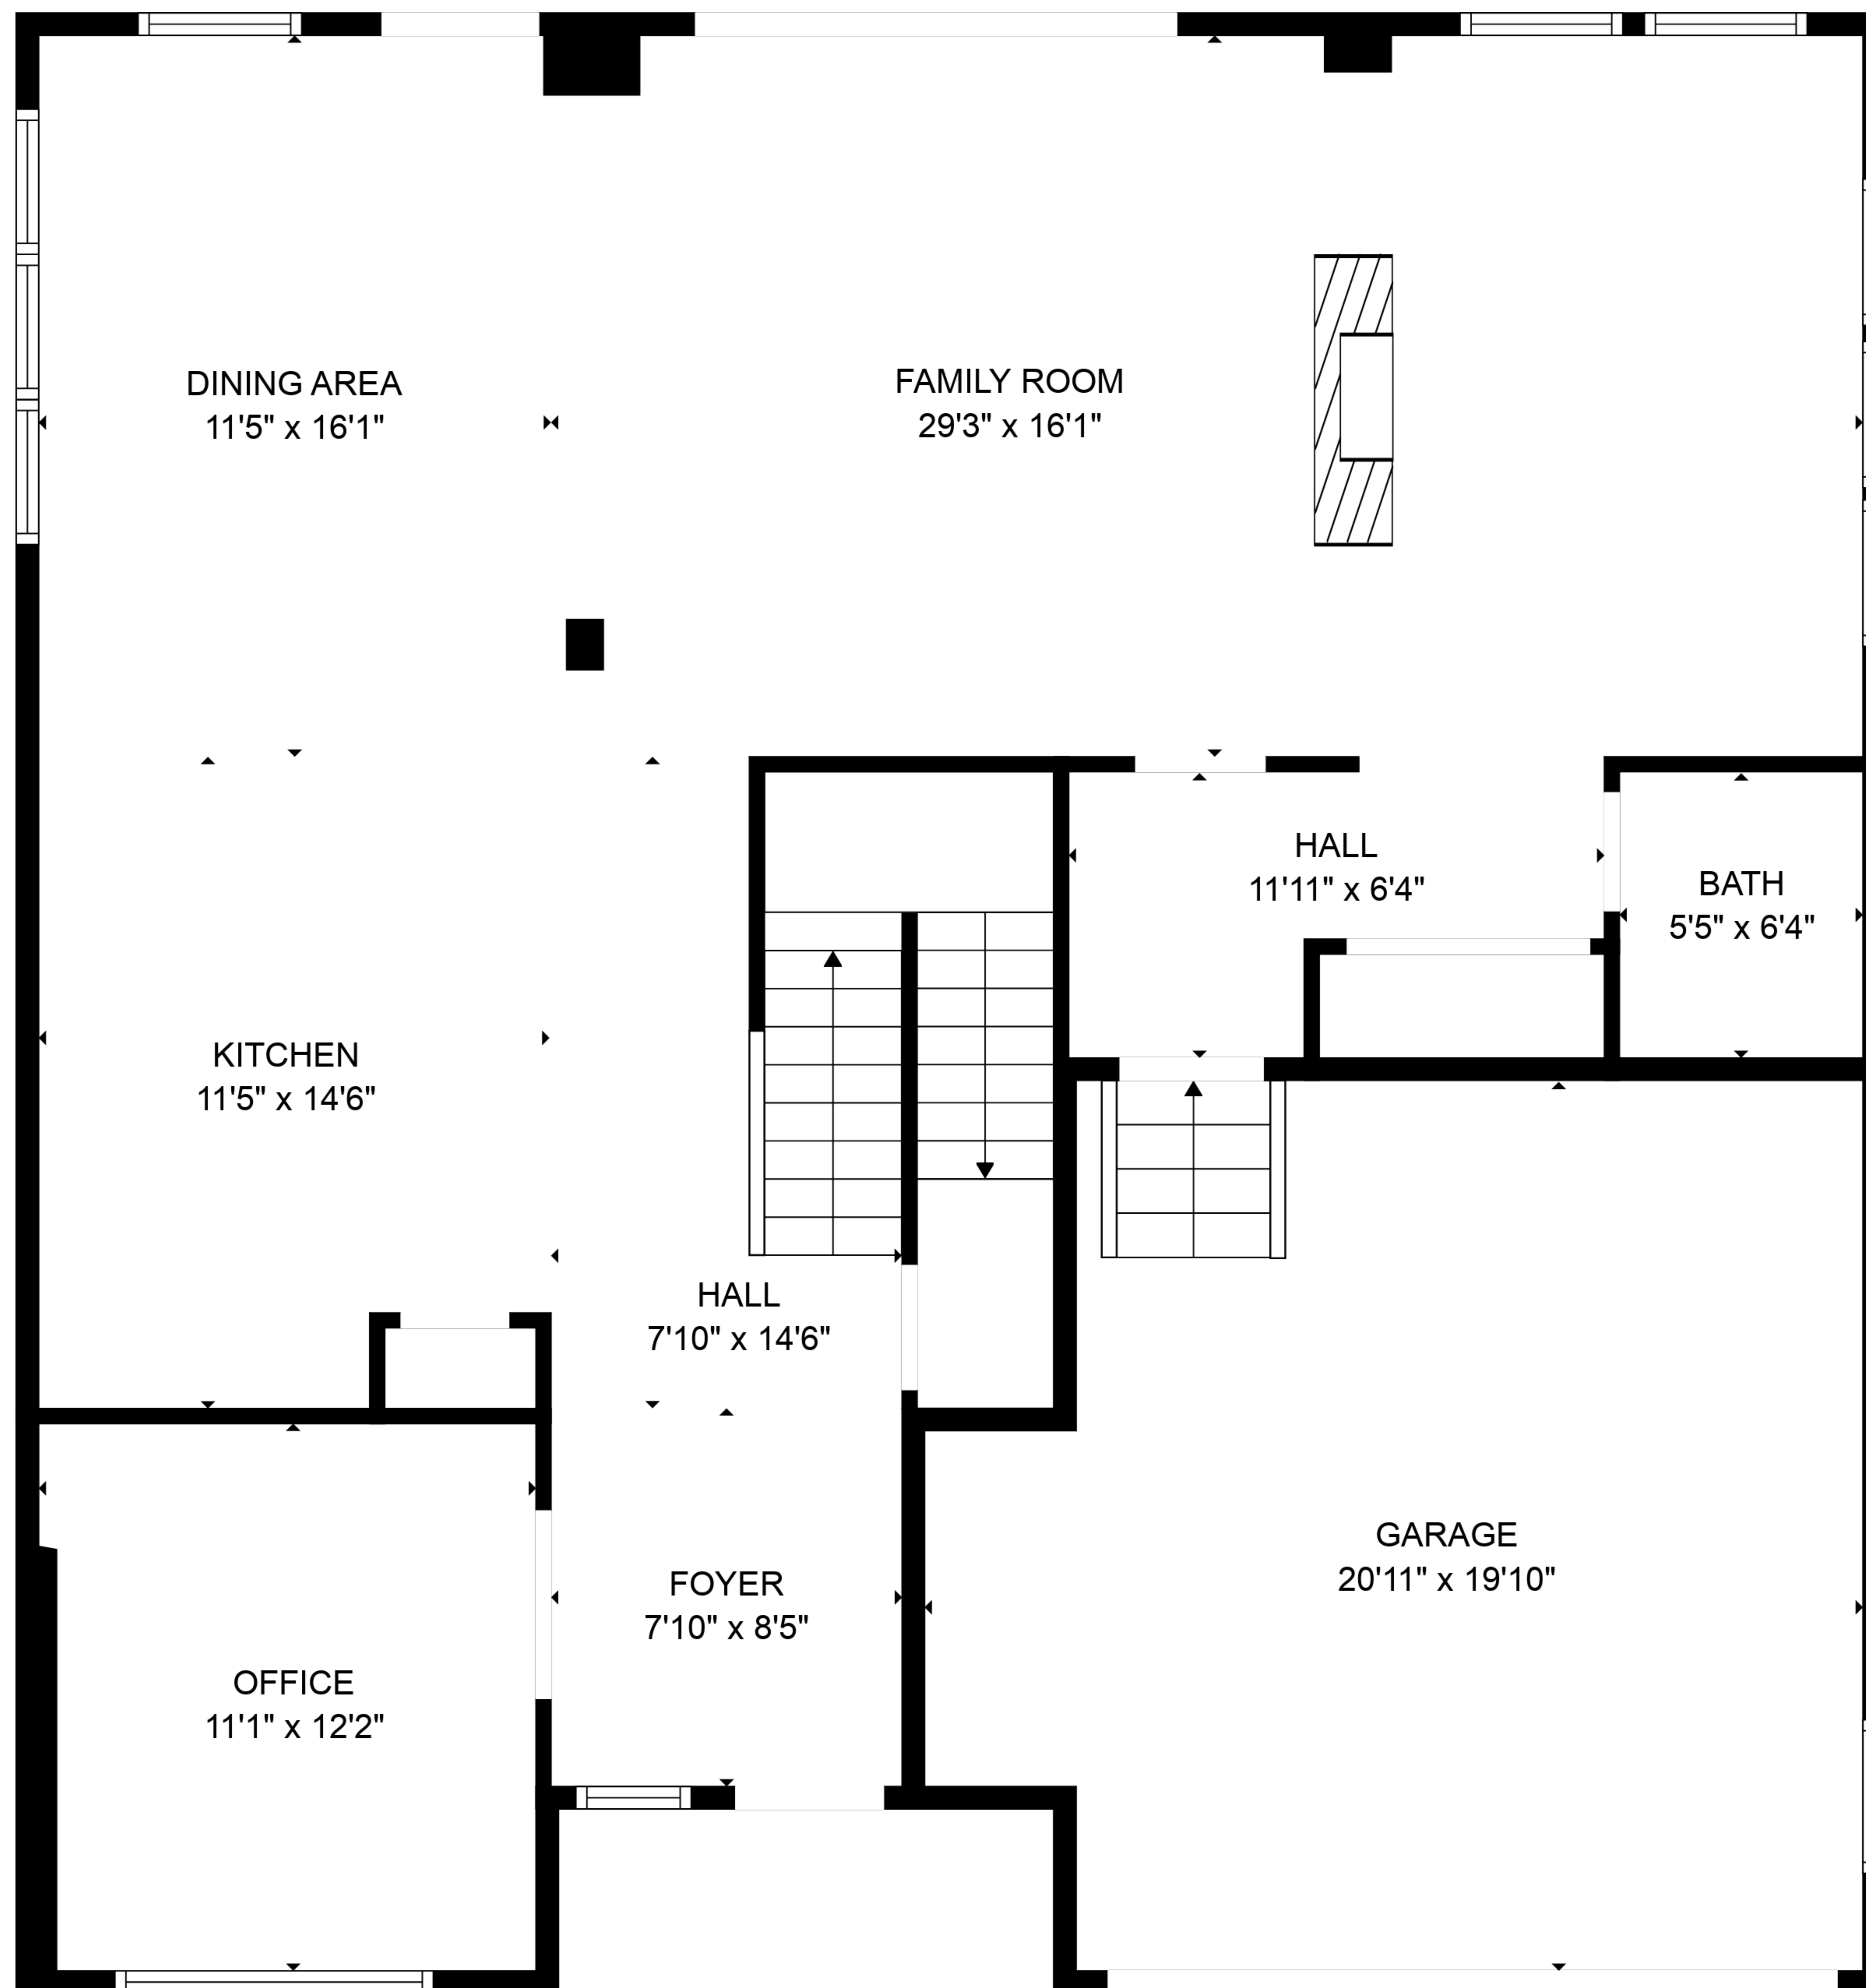 DINING AREA
11'5" x 16'1"
FAMILY ROOM
29'3" x 16'1"
HALL
11'11" x 6'4"
BATH
5'5" x 6'4"
KITCHEN
11'5" x 14'6"
HALL
7'10" x 14'6"
GARAGE
20'11" x 19'10"
FOYER
7'10" x 8'5"
OFFICE
11'1" x 12'2"